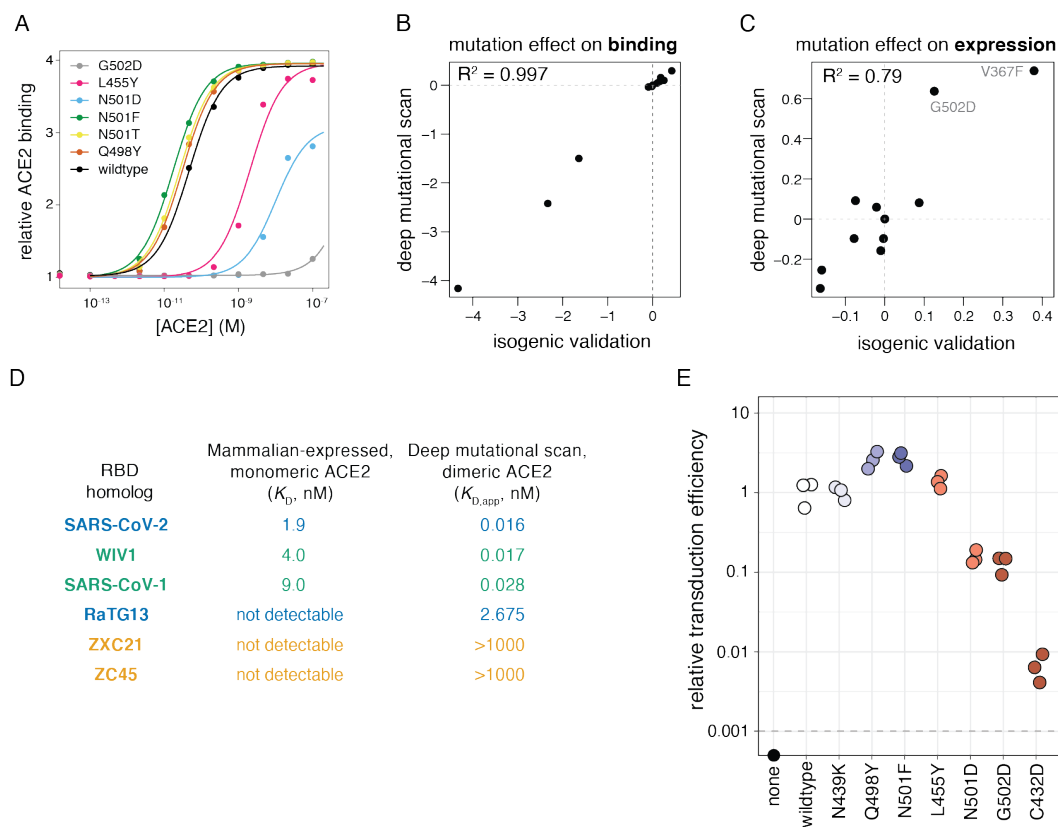 A
G502D
L455Y
N501D
N501F
N501T
Q498Y
wildtype
relative ACE2 binding
4
3
2
1
10-13
10-11
10-9
10-7
[ACE2] (M)
B
mutation effect on binding
R2 = 0.997
deep mutational scan
0
−1
−2
−3
−4
−4
−3
−2
−1
0
isogenic validation
C
mutation effect on expression
R2 = 0.79
V367F
G502D
deep mutational scan
0.6
0.4
0.2
0
−0.2
−0.1
0
0.1
0.2
0.3
0.4
isogenic validation
D
RBD homolog
Mammalian-expressed, monomeric ACE2 (KD, nM)
Deep mutational scan, dimeric ACE2 (KD,app, nM)
SARS-CoV-2 1.9 0.016
WIV1 4.0 0.017
SARS-CoV-1 9.0 0.028
RaTG13 not detectable 2.675
ZXC21 not detectable >1000
ZC45 not detectable >1000
E
relative transduction efficiency
10
1
0.1
0.01
0.001
none
wildtype
N439K
Q498Y
N501F
L455Y
N501D
G502D
C432D